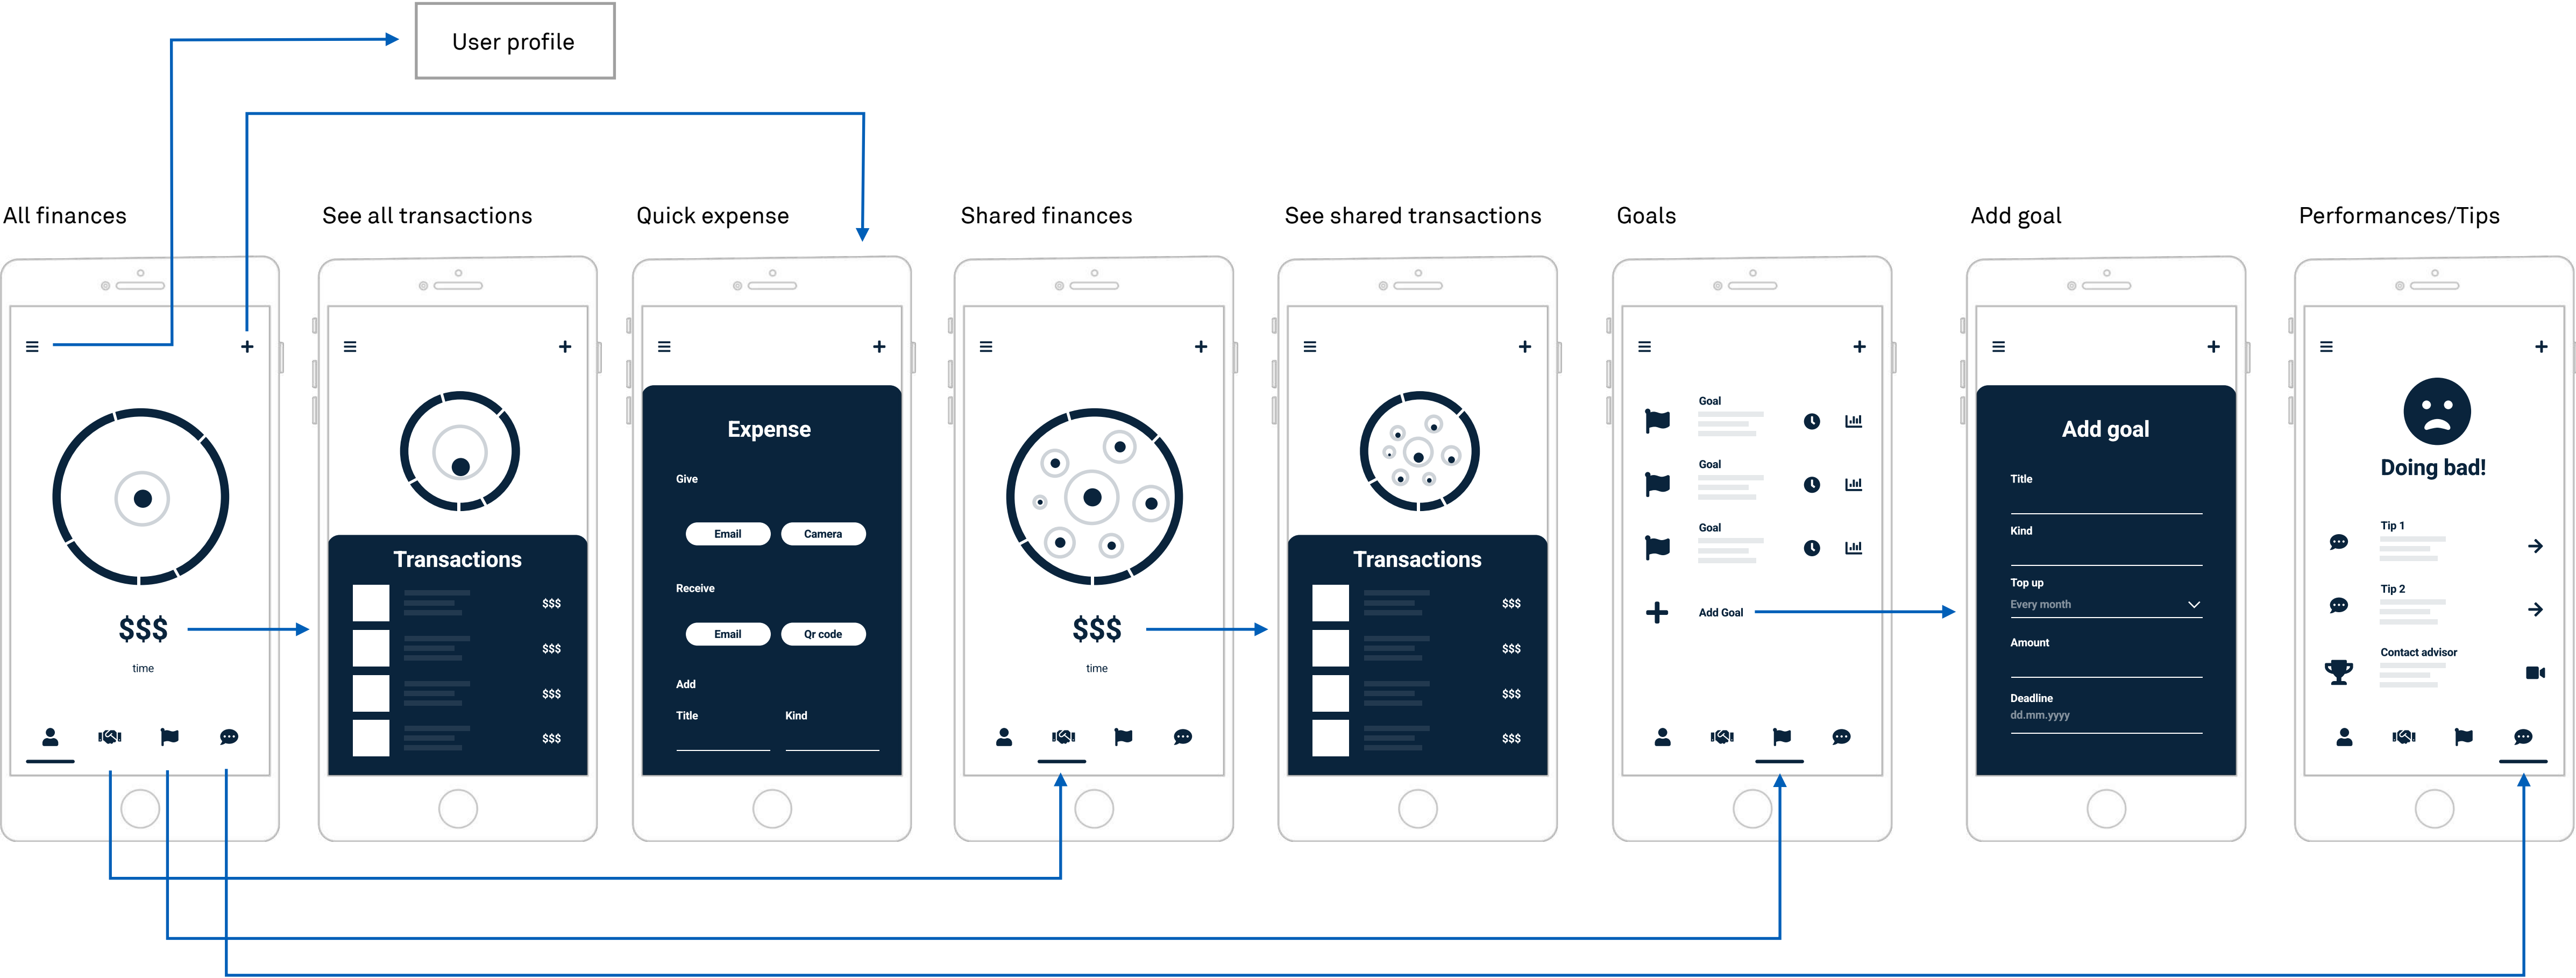 User profile
All finances
See all transactions
Quick expense
Shared finances
See shared transactions
Goals
Add goal
Performances/Tips
$$$
time
Transactions
$$$
$$$
$$$
$$$
Expense
Give
Email
Camera
Receive
Email
Qr code
Add
Title
Kind
$$$
time
Transactions
$$$
$$$
$$$
$$$
Goal
Goal
Goal
Add Goal
Add goal
Title
Kind
Top up
Every month
Amount
Deadline
dd.mm.yyyy
Doing bad!
Tip 1
Tip 2
Contact advisor